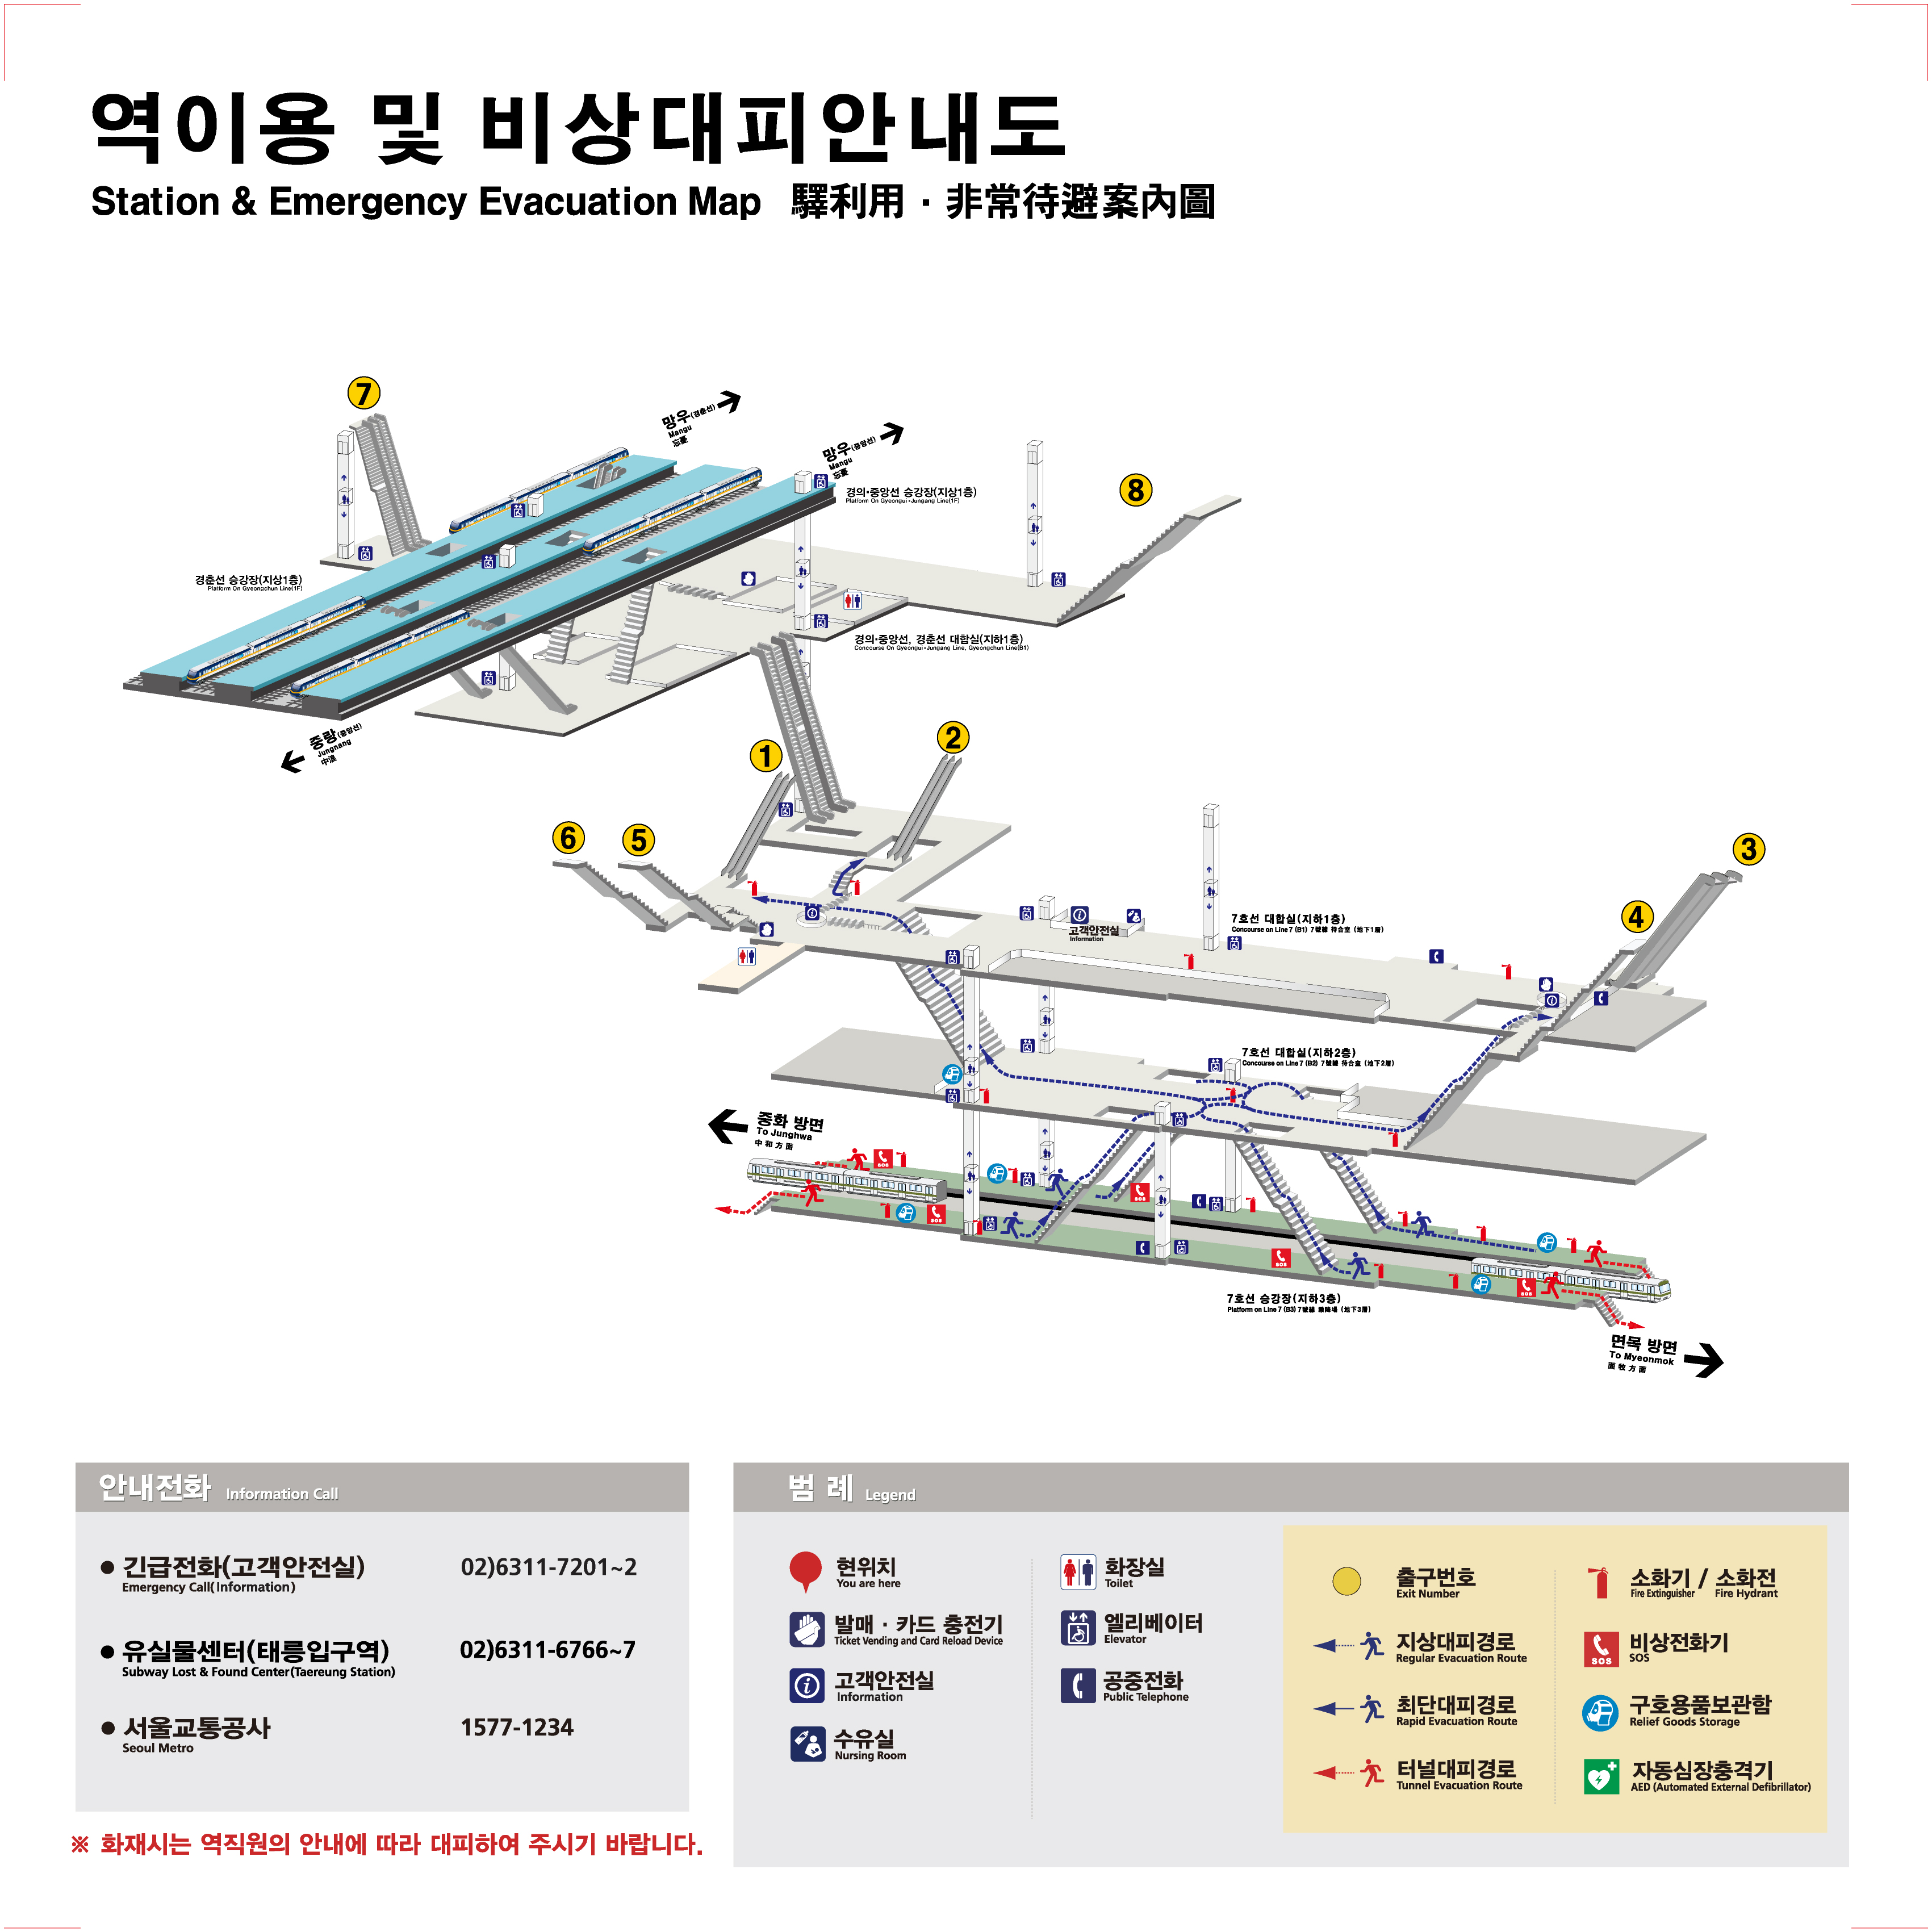 역이용 및 비상대피안내도
Station & Emergency Evacuation Map 驛利用 · 非常待避案內圖
7
망우(경춘선)
Mangu
忘憂
망우(중앙선)
Mangu
忘憂
8
경의·중앙선 승강장(지상1층)
Platform On Gyeongui·Jungang Line(1F)
경춘선 승강장(지상1층)
Platform On Gyeongchun Line(1F)
경의·중앙선, 경춘선 대합실(지하1층)
Concourse On Gyeongui·Jungang Line, Gyeongchun Line(B1)
중랑(중앙선)
Jungnang
中浪
1
2
6
5
3
4
고객안전실
Information
7호선 대합실(지하1층)
Concourse on Line 7 (B1) 7號線 待合室 (地下1層)
7호선 대합실(지하2층)
Concourse on Line 7 (B2) 7號線 待合室 (地下2層)
중화 방면
To Junghwa
中和方面
SOS
SOS
SOS
SOS
SOS
7호선 승강장(지하3층)
Platform on Line 7 (B3) 7號線 乘降場 (地下3層)
면목 방면
To Myeonmok
面牧方面
안내전화 Information Call
● 긴급전화(고객안전실) 02)6311-7201~2
Emergency Call(Information)
● 유실물센터(태릉입구역) 02)6311-6766~7
Subway Lost & Found Center(Taereung Station)
● 서울교통공사 1577-1234
Seoul Metro
※ 화재시는 역직원의 안내에 따라 대피하여 주시기 바랍니다.
범 례 Legend
현위치
You are here
발매 · 카드 충전기
Ticket Vending and Card Reload Device
고객안전실
Information
수유실
Nursing Room
화장실
Toilet
엘리베이터
Elevator
공중전화
Public Telephone
출구번호
Exit Number
지상대피경로
Regular Evacuation Route
최단대피경로
Rapid Evacuation Route
터널대피경로
Tunnel Evacuation Route
소화기 / 소화전
Fire Extinguisher Fire Hydrant
SOS
비상전화기
SOS
구호용품보관함
Relief Goods Storage
자동심장충격기
AED (Automated External Defibrillator)